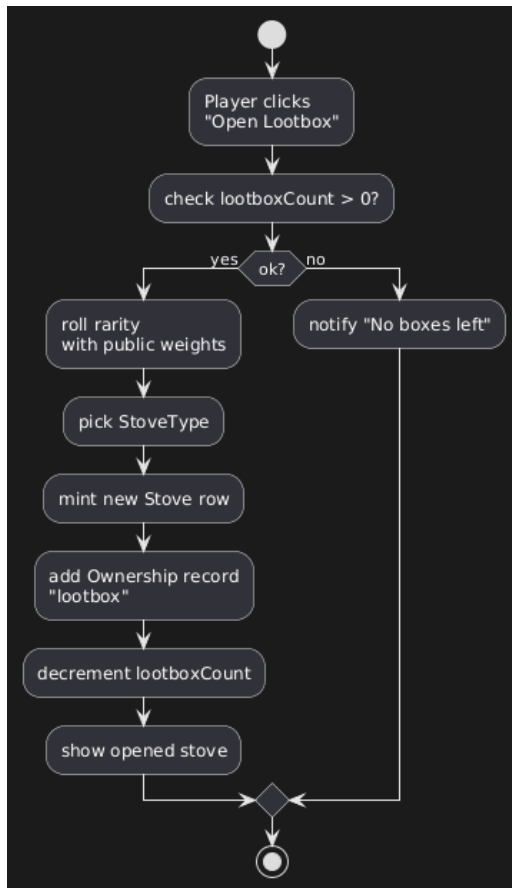 Player clicks
"Open Lootbox"
check lootboxCount > 0?
yes
ok?
no
roll rarity
with public weights
notify "No boxes left"
pick StoveType
mint new Stove row
add Ownership record
"lootbox"
decrement lootboxCount
show opened stove